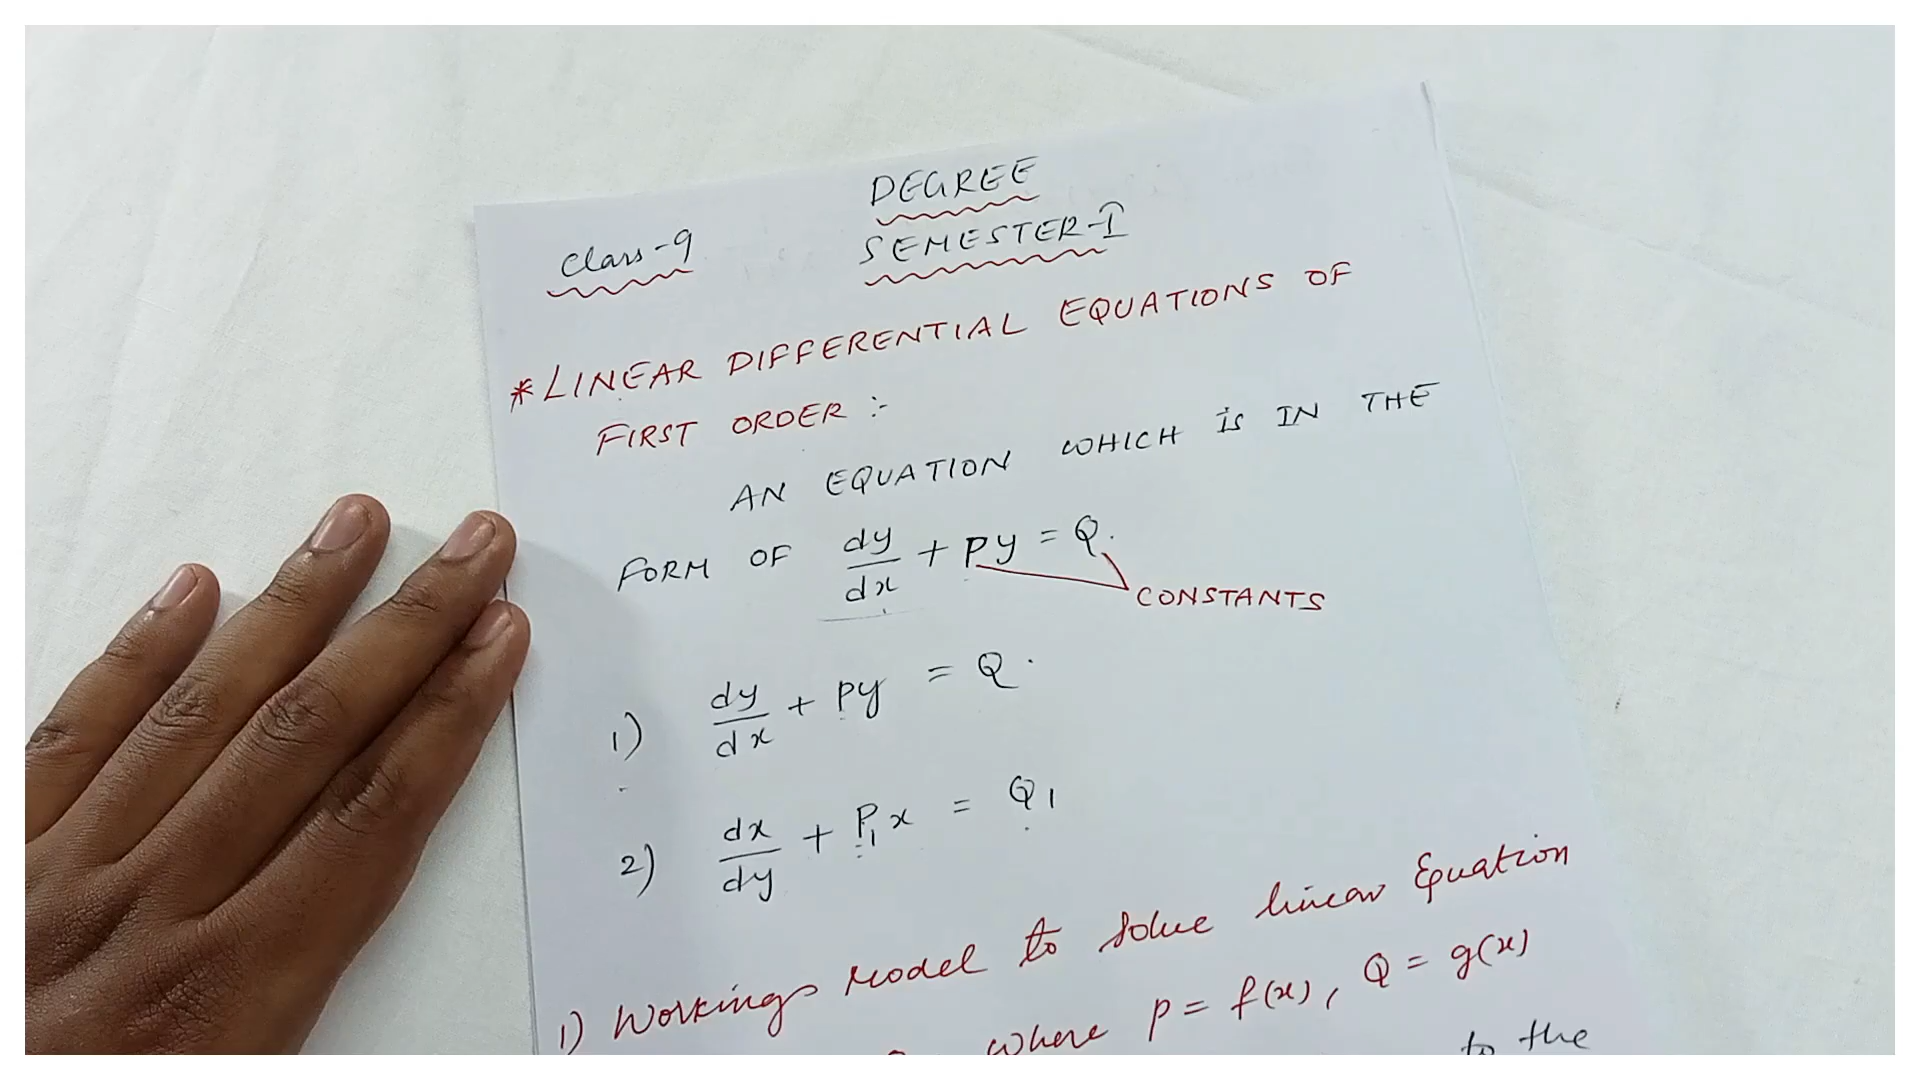 DEGREE
Class-9
SEMESTER-I
* LINEAR DIFFERENTIAL EQUATIONS OF
FIRST ORDER :-
AN EQUATION WHICH is IN THE
FORM OF dy/dx + Py = Q.
CONSTANTS
1) dy/dx + Py = Q.
2) dx/dy + P₁x = Q₁
1) Workings model to solve linear Equation
where P = f(x), Q = g(x)
to the